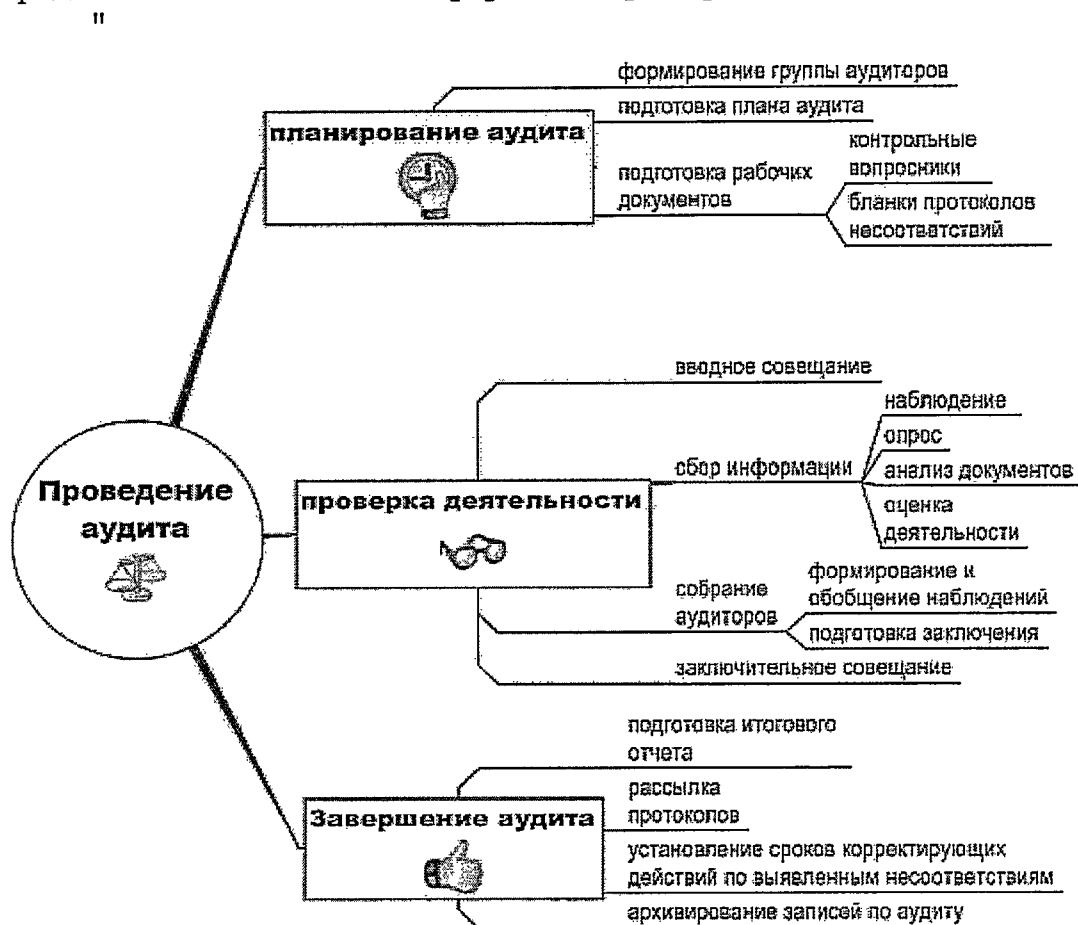 "
формирование группы аудиторов
подготовка плана аудита
планирование аудита
контрольные
вопросники
подготовка рабочих
документов
бланки протоколов
несоответствий
вводное совещание
наблюдение
опрос
сбор информации
анализ документов
оценка
деятельности
Проведение
аудита
проверка деятельности
формирование и
обобщение наблюдений
собрание
аудиторов
подготовка заключения
заключительное совещание
подготовка итогового
отчета
рассылка
протоколов
Завершение аудита
установление сроков корректирующих
действий по выявленным несоответствиям
архивирование записей по аудиту